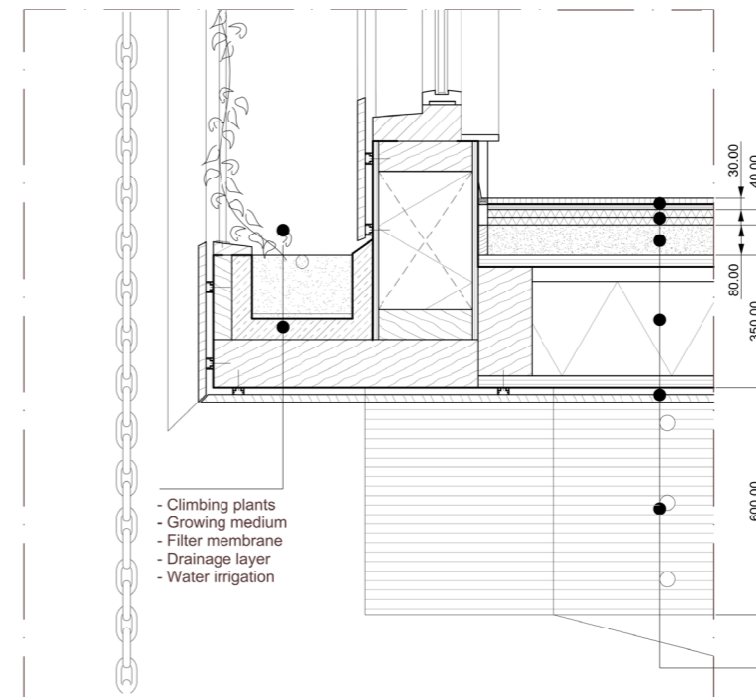 30.00
40.00
80.00
350.00
600.00
- Climbing plants
- Growing medium
- Filter membrane
- Drainage layer
- Water irrigation